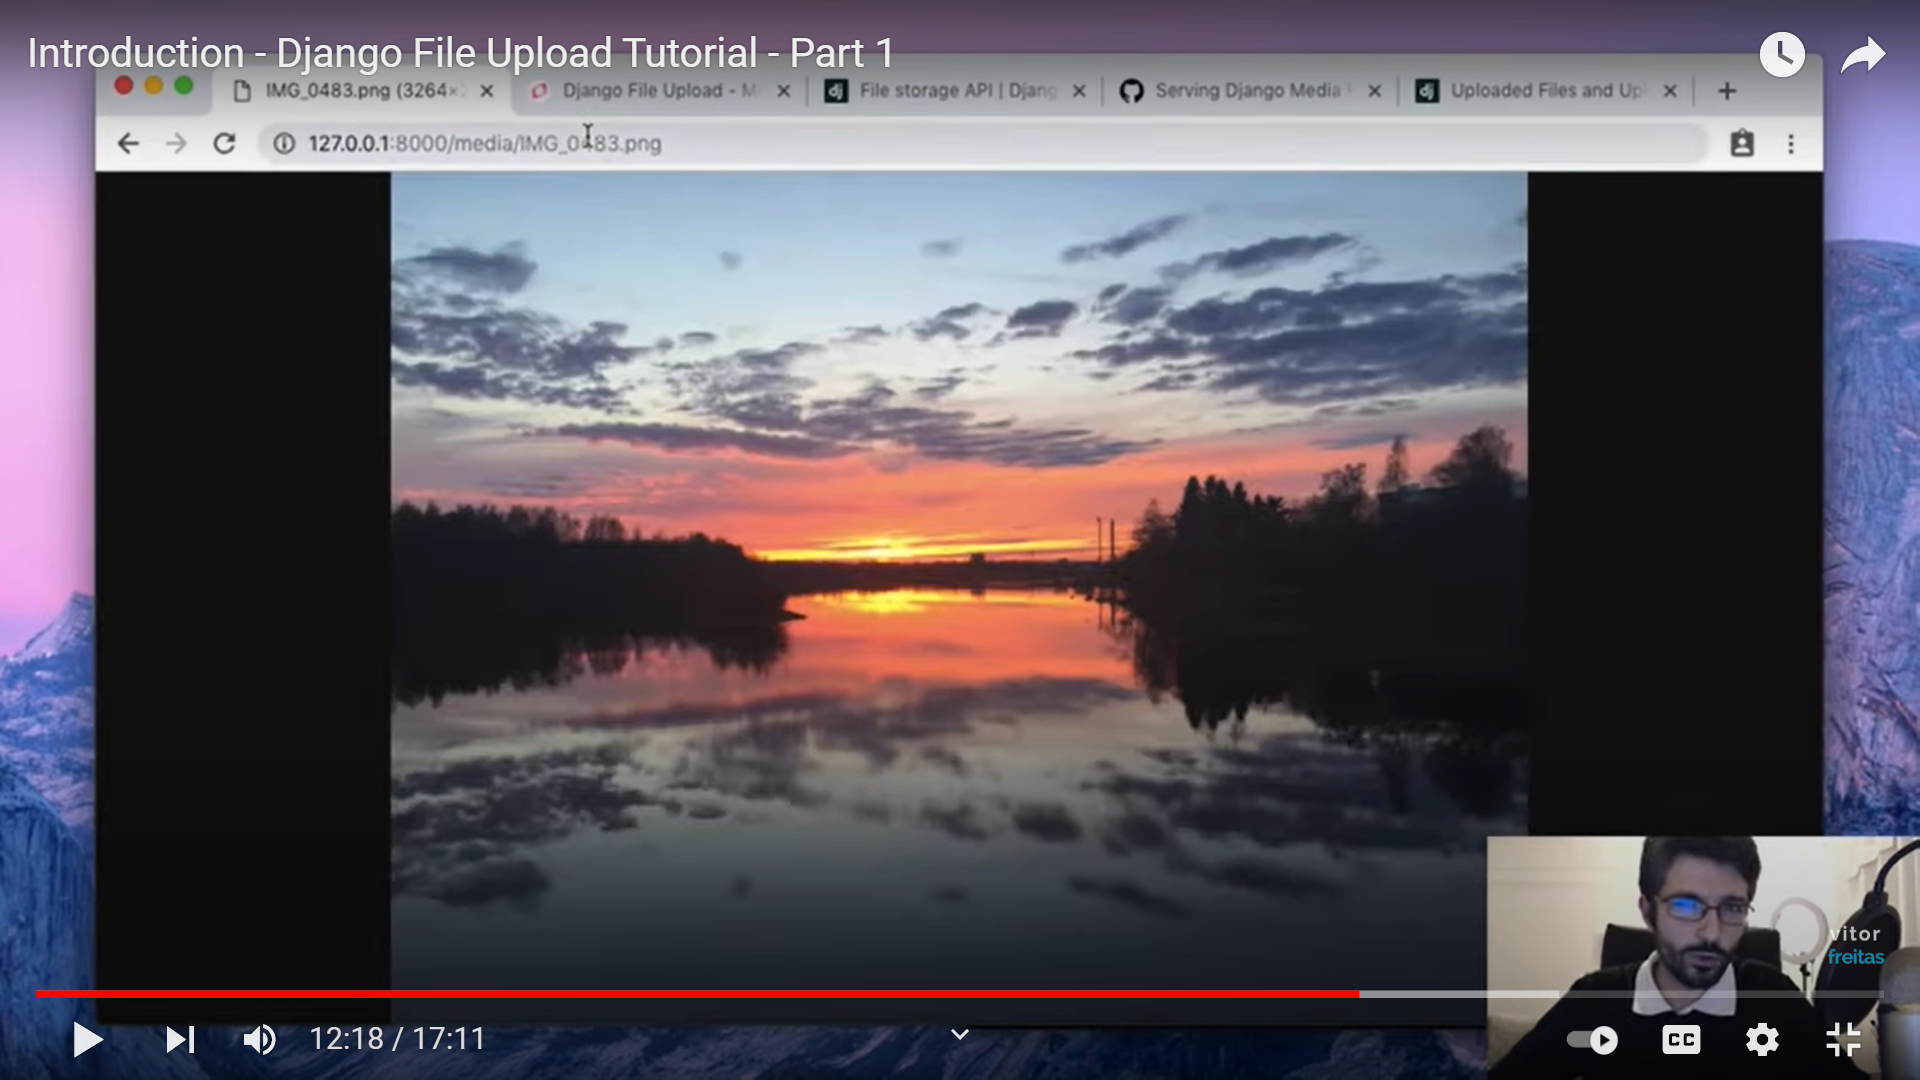 Introduction - Django File Upload Tutorial - Part 1
IMG_0483.png (3264×
Django File Upload - M
File storage API | Djang
Serving Django Media
Uploaded Files and Up
127.0.0.1:8000/media/IMG_0483.png
vitor
freitas
12:18 / 17:11
CC